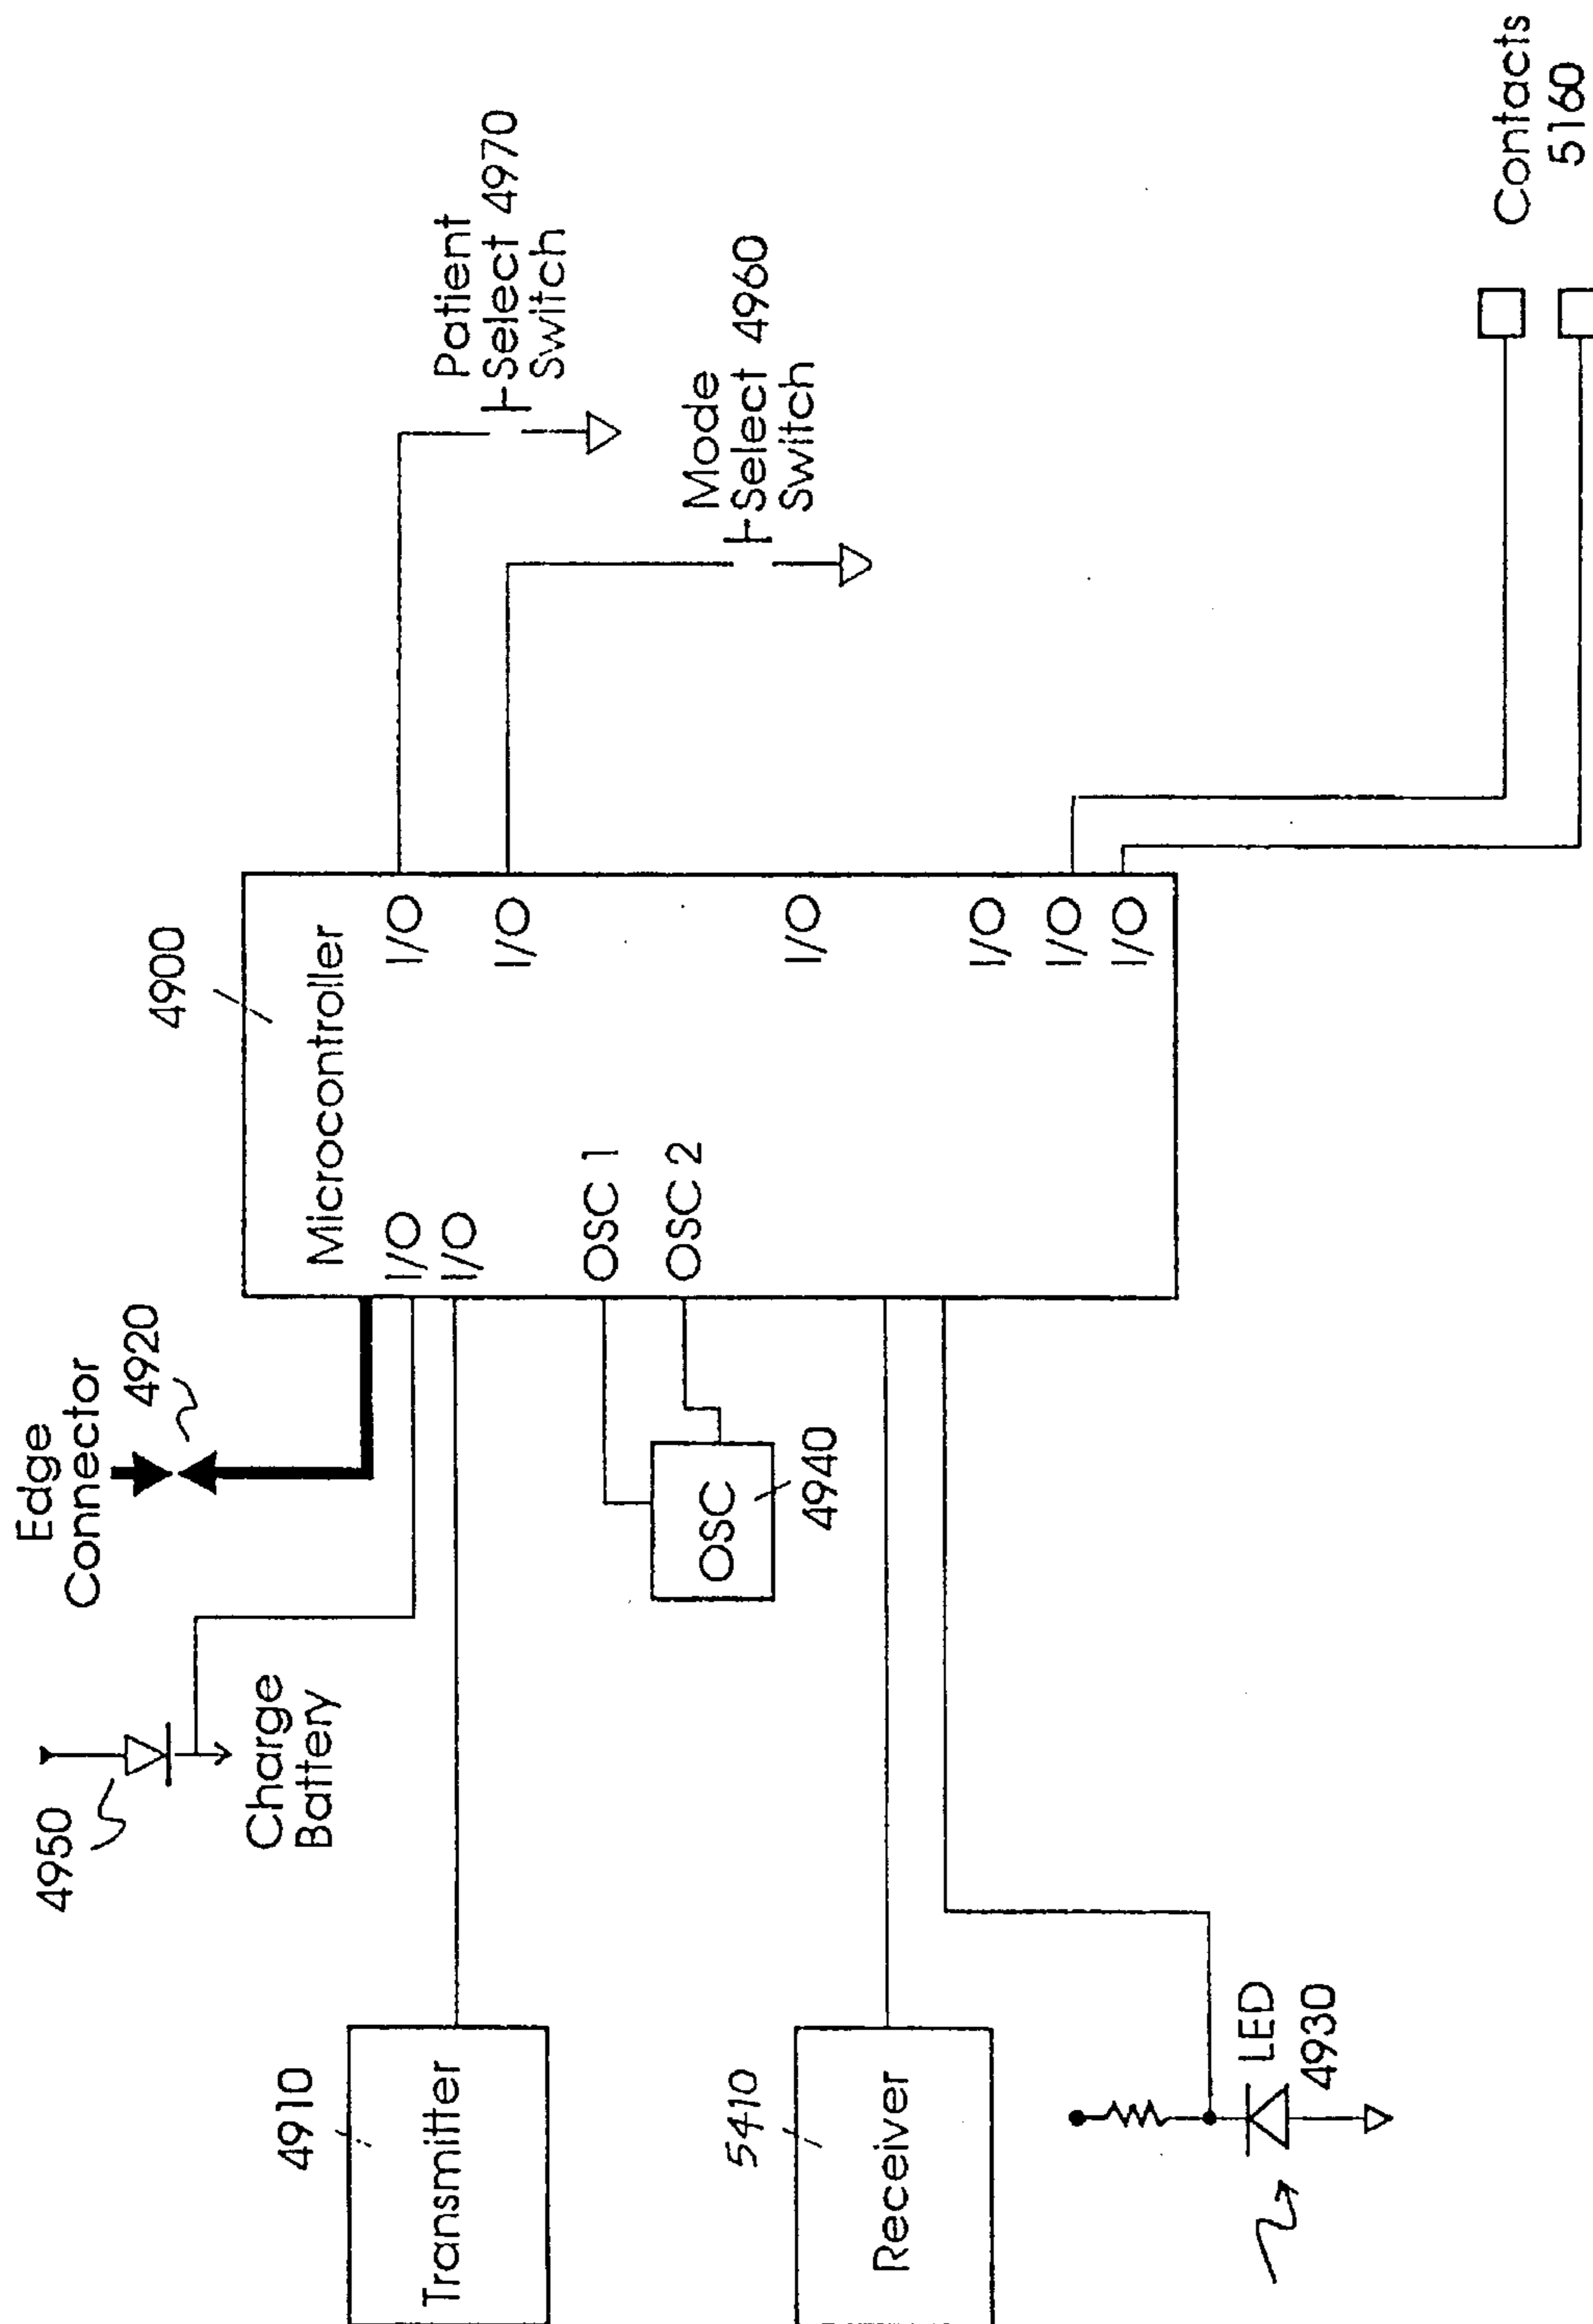 Edge
Connector
4920
4950
Charge
Battery
4900
Microcontroller
I/O
I/O
OSC 1
OSC 2
I/O
I/O
I/O
I/O
I/O
I/O
Patient
Select 4970
Switch
Mode
Select 4960
Switch
4910
Transmitter
OSC
4940
5410
Receiver
LED
4930
Contacts
5160